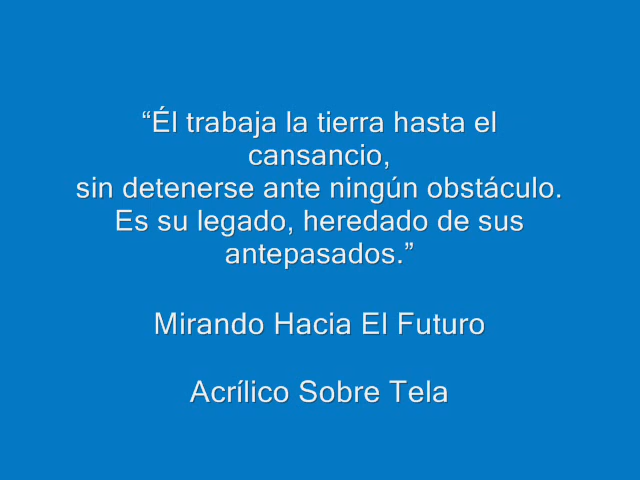 “Él trabaja la tierra hasta el
cansancio,
sin detenerse ante ningún obstáculo.
Es su legado, heredado de sus
antepasados.”
Mirando Hacia El Futuro
Acrílico Sobre Tela